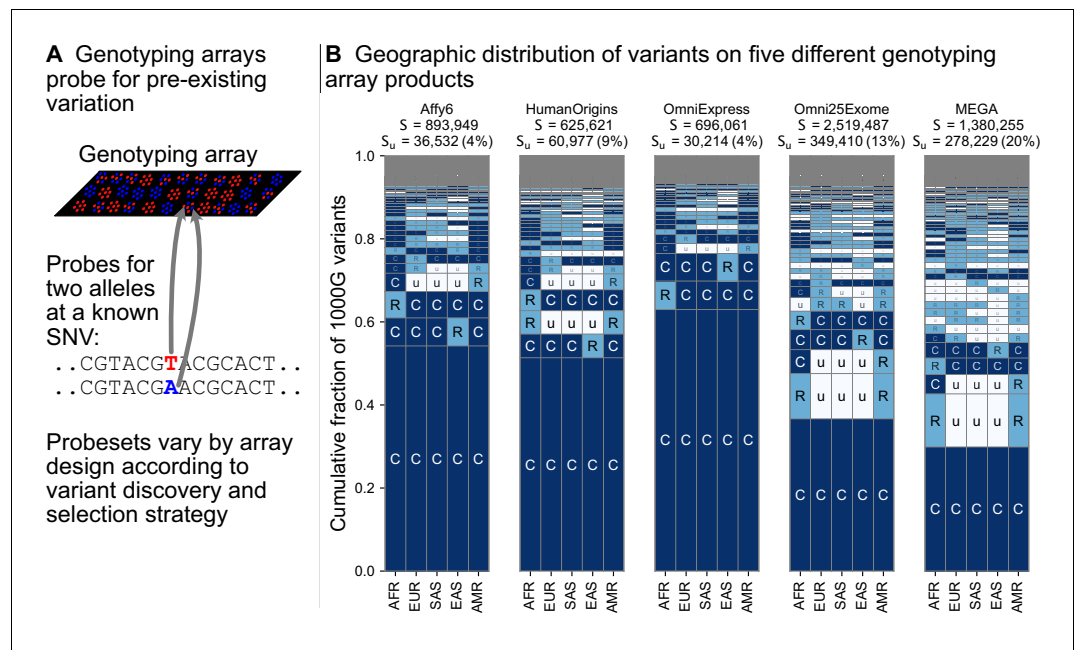 A Genotyping arrays
probe for pre-existing
variation
Genotyping array
Probes for
two alleles
at a known
SNV:
..CGTACGTACGCACT..
..CGTACGAACGCACT..
Probesets vary by array
design according to
variant discovery and
selection strategy
B Geographic distribution of variants on five different genotyping
array products
Affy6
S = 893,949
Su = 36,532 (4%)
HumanOrigins
S = 625,621
Su = 60,977 (9%)
OmniExpress
S = 696,061
Su = 30,214 (4%)
Omni25Exome
S = 2,519,487
Su = 349,410 (13%)
MEGA
S = 1,380,255
Su = 278,229 (20%)
Cumulative fraction of 1000G variants
1.0
0.8
0.6
0.4
0.2
0.0
C u u u R
R C C C C
C C C R C
C C C C C
AFR EUR SAS EAS AMR
C u u u R
R C C C C
R u u u R
C C C R C
C C C C C
AFR EUR SAS EAS AMR
C C C R C
R C C C C
C C C C C
AFR EUR SAS EAS AMR
u R R u R
R C C C C
C C C R C
C u u u R
R u u u R
C C C C C
AFR EUR SAS EAS AMR
C C C R C
R C C C C
C u u u R
R u u u R
C C C C C
AFR EUR SAS EAS AMR